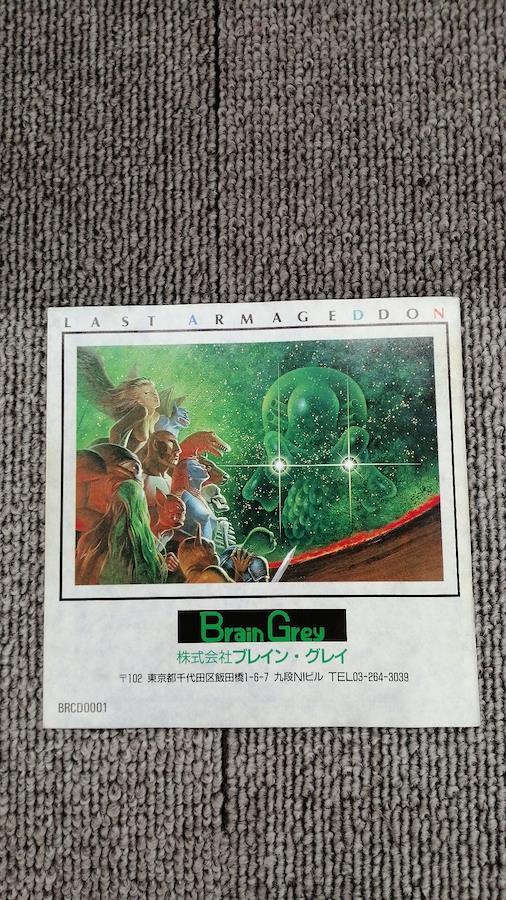 LAST ARMAGEDDON
Brain Grey
株式会社ブレイン・グレイ
〒102 東京都千代田区飯田橋1-6-7 九段NIビル TEL03-264-3039
BRCD0001